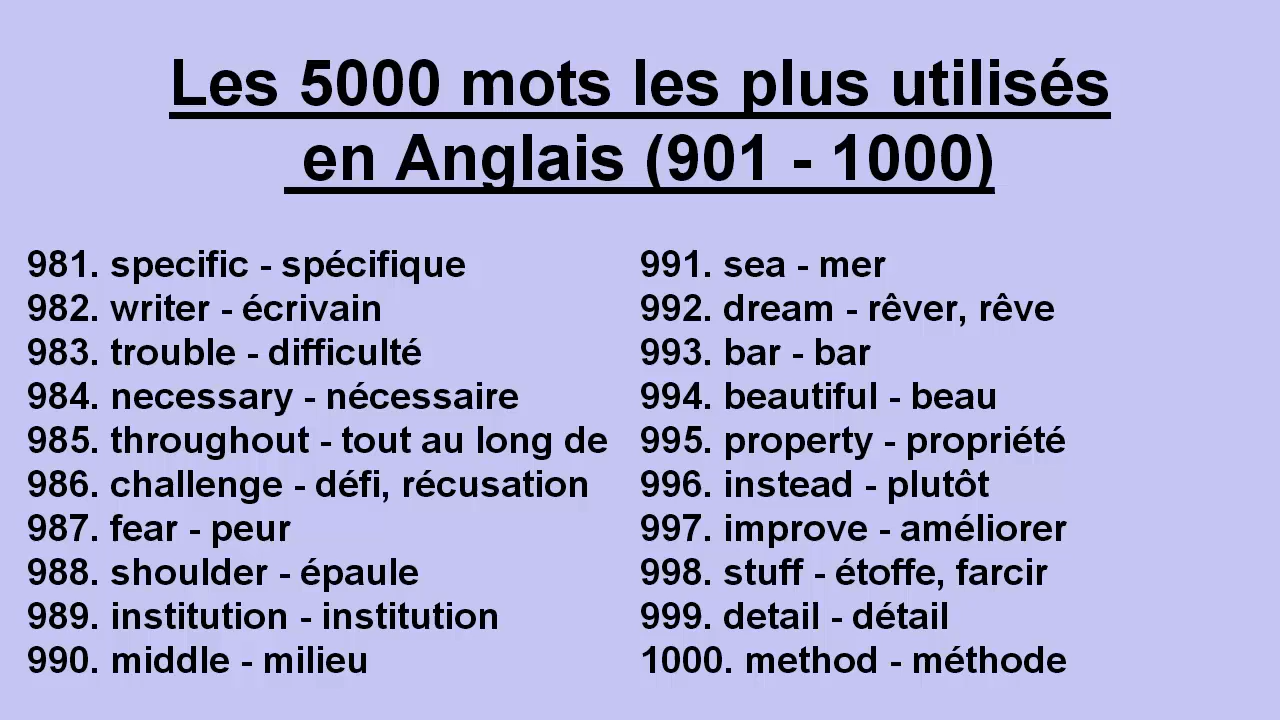 Les 5000 mots les plus utilisés
en Anglais (901 - 1000)
981. specific - spécifique
982. writer - écrivain
983. trouble - difficulté
984. necessary - nécessaire
985. throughout - tout au long de
986. challenge - défi, récusation
987. fear - peur
988. shoulder - épaule
989. institution - institution
990. middle - milieu
991. sea - mer
992. dream - rêver, rêve
993. bar - bar
994. beautiful - beau
995. property - propriété
996. instead - plutôt
997. improve - améliorer
998. stuff - étoffe, farcir
999. detail - détail
1000. method - méthode